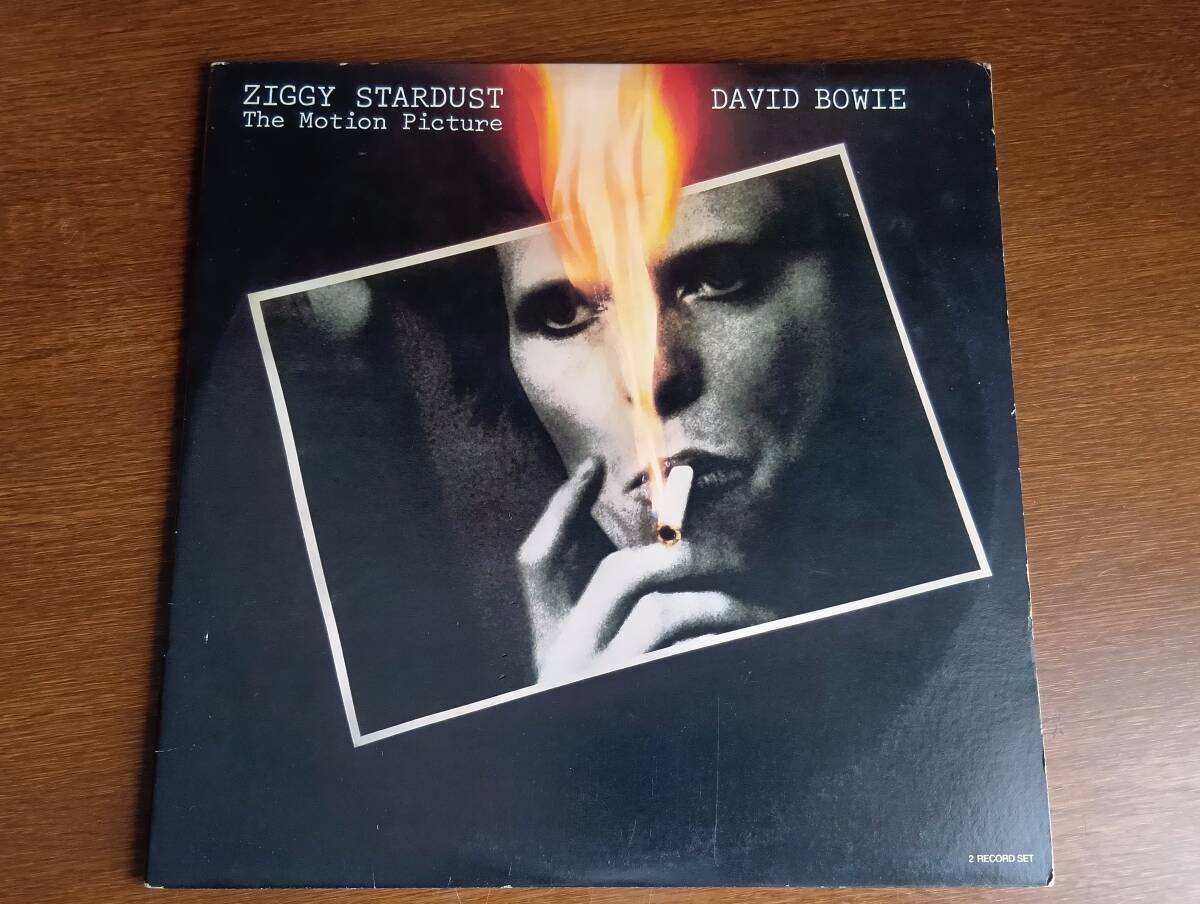 ZIGGY STARDUST
The Motion Picture
DAVID BOWIE
2 RECORD SET